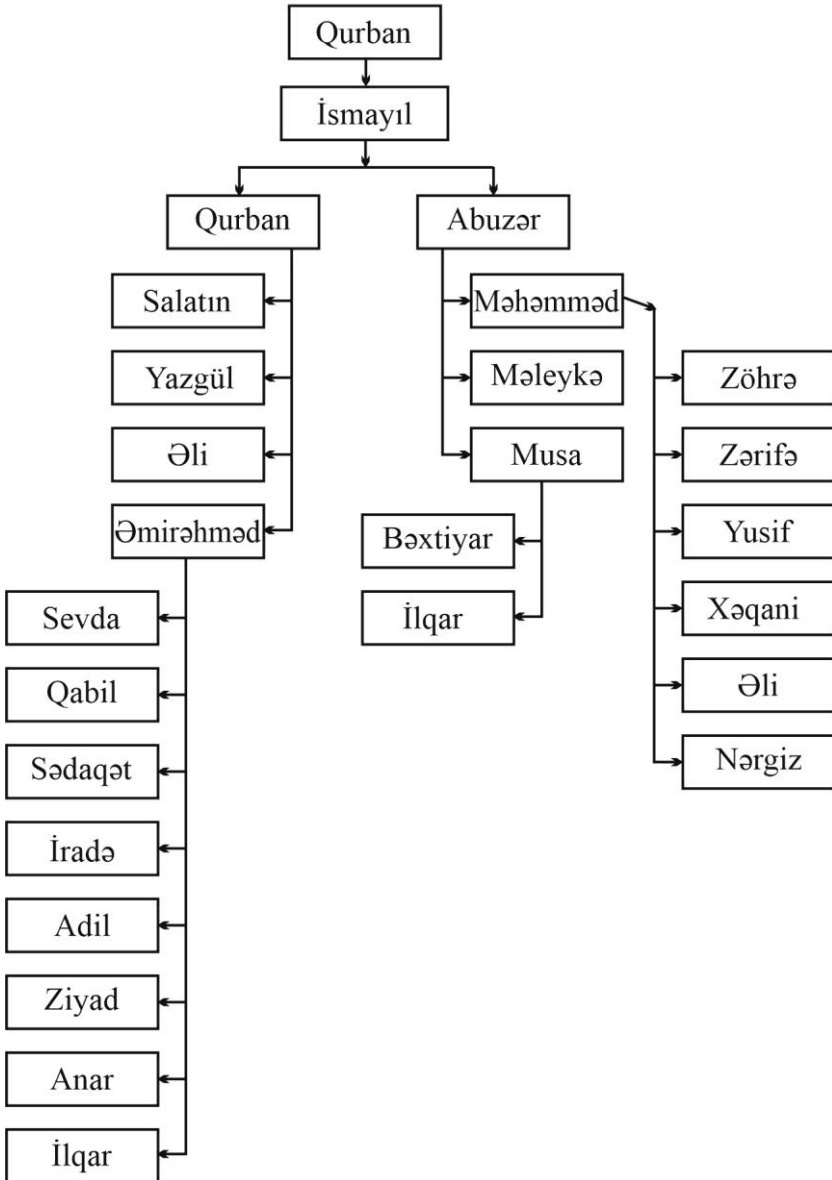 Qurban
İsmayıl
Qurban
Abuzər
Salatın
Yazgül
Əli
Əmirəhməd
Məhəmməd
Məleykə
Musa
Zöhrə
Zərifə
Yusif
Xəqani
Əli
Nərgiz
Bəxtiyar
İlqar
Sevda
Qabil
Sədaqət
İradə
Adil
Ziyad
Anar
İlqar